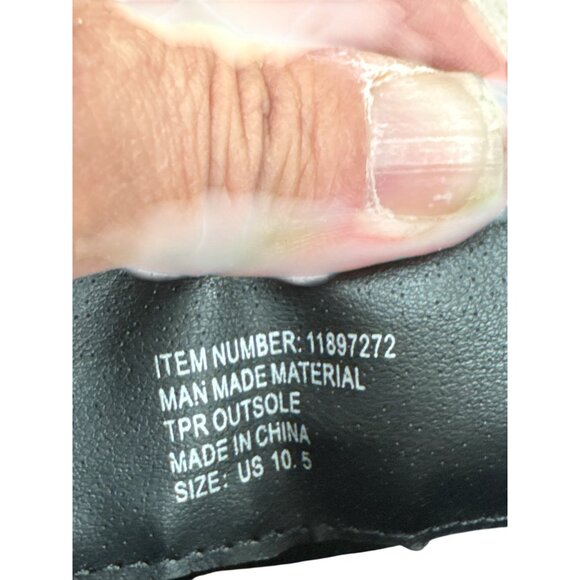 ITEM NUMBER: 11897272
MAN MADE MATERIAL
TPR OUTSOLE
MADE IN CHINA
SIZE: US 10.5